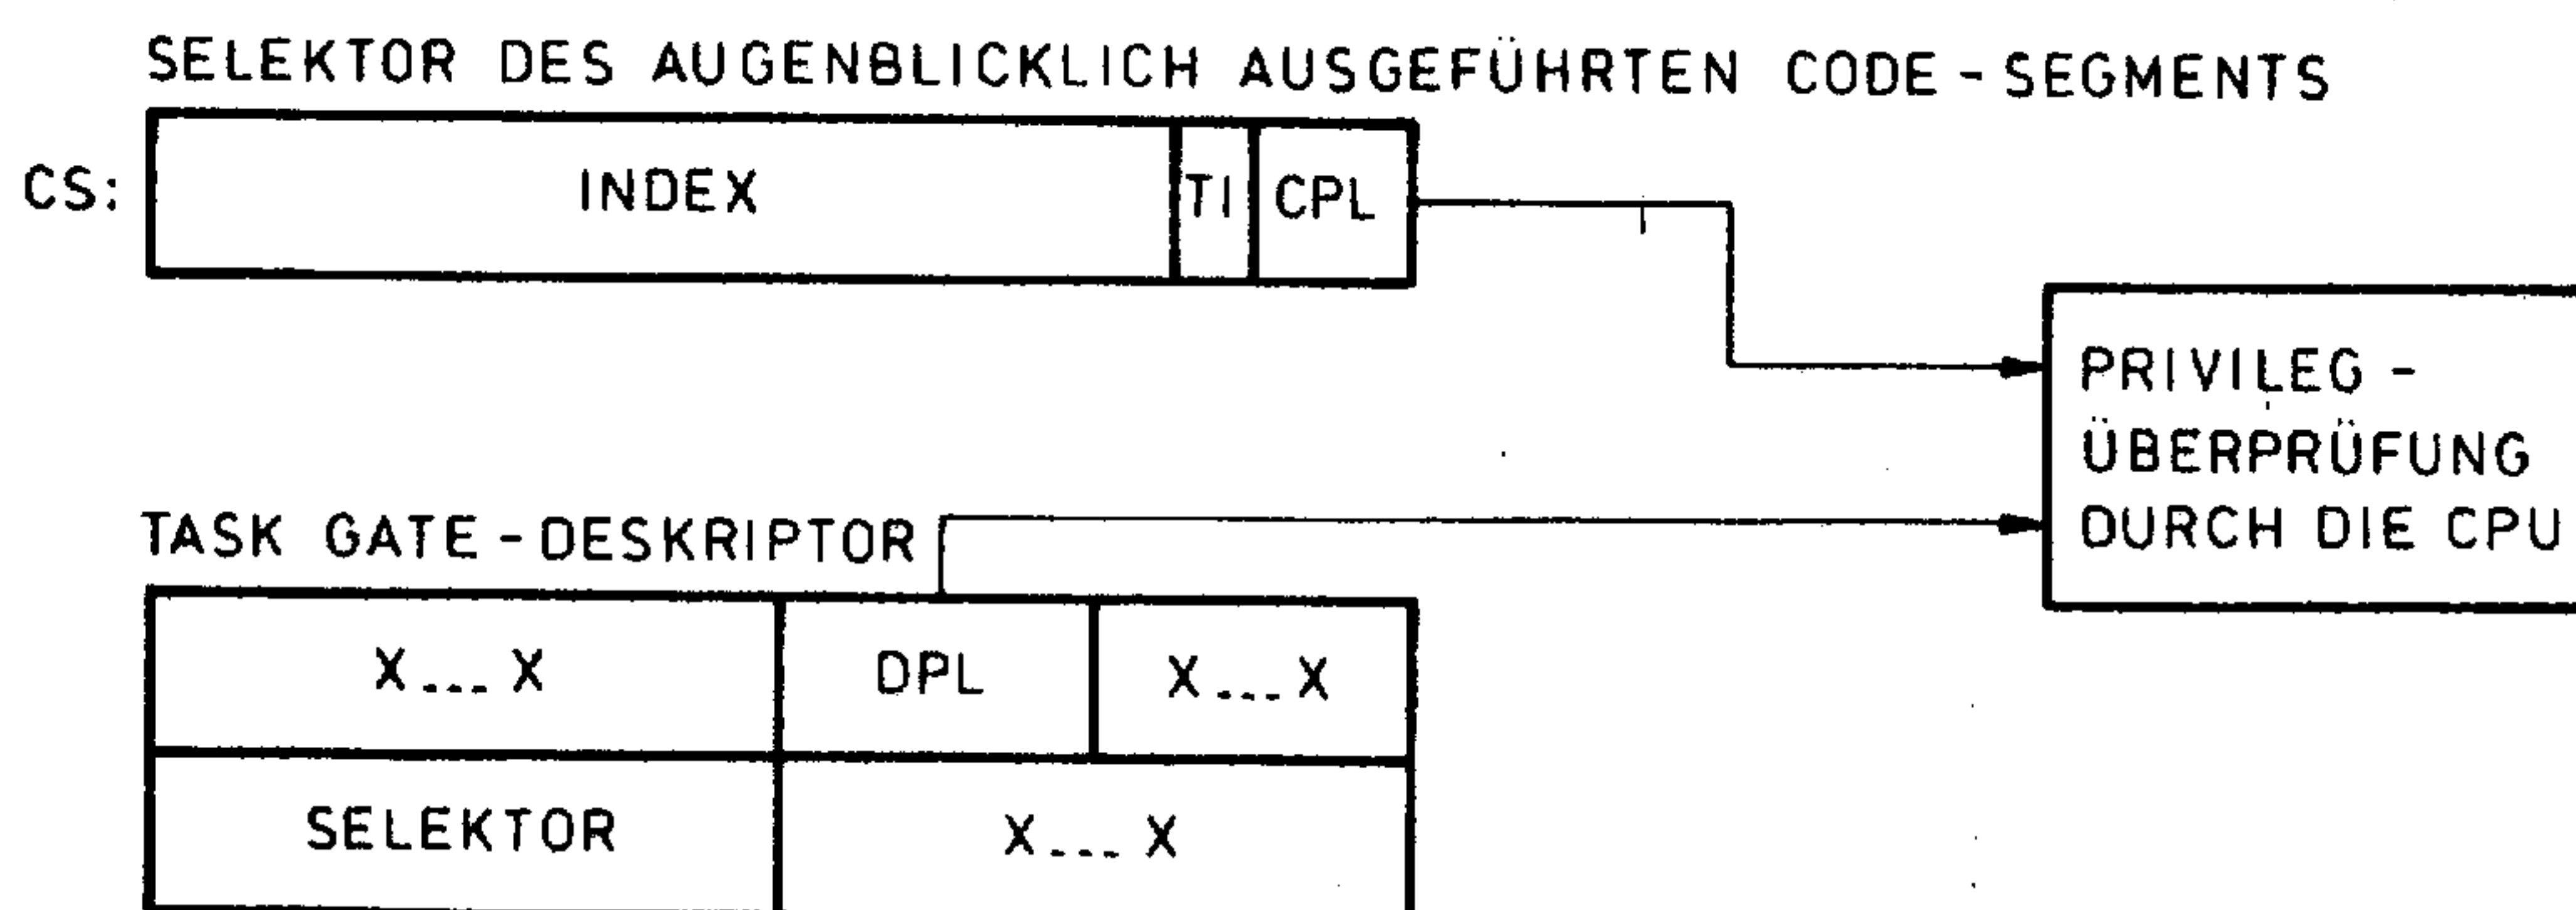 SELEKTOR DES AUGENBLICKLICH AUSGEFÜHRTEN CODE-SEGMENTS
CS:
INDEX
TI
CPL
PRIVILEG-
ÜBERPRÜFUNG
DURCH DIE CPU
TASK GATE-DESKRIPTOR
X---X
DPL
X---X
SELEKTOR
X---X